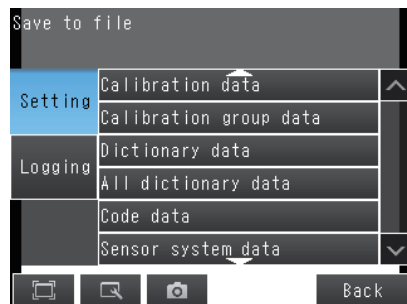 Save to file
Setting
Logging
Calibration data
Calibration group data
Dictionary data
All dictionary data
Code data
Sensor system data
Back